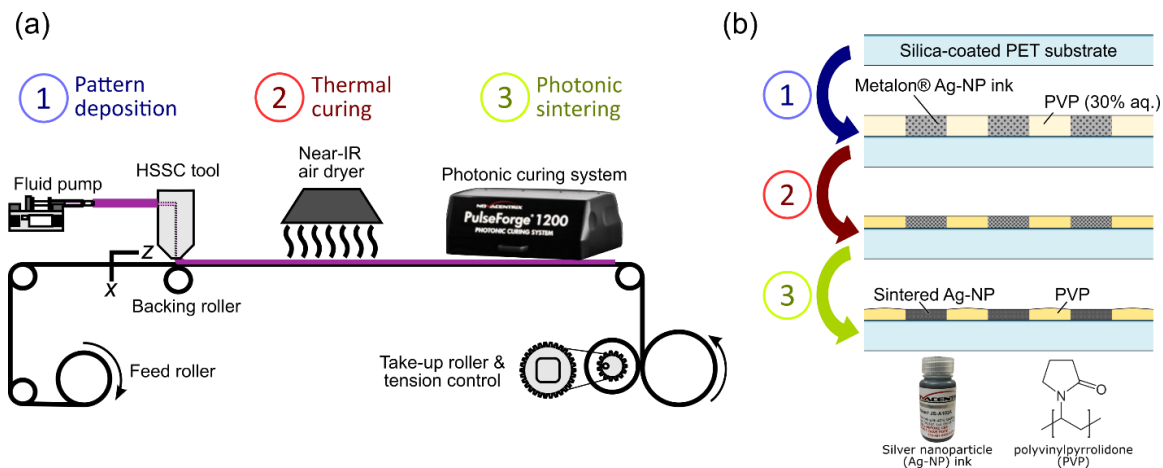 (a)
1
Pattern
deposition
2
Thermal
curing
3
Photonic
sintering
Fluid pump
HSSC tool
Near-IR
air dryer
Photonic curing system
NOVACENTRIX
PulseForge® 1200
PHOTONIC CURING SYSTEM
z
x
Backing roller
Feed roller
Take-up roller &
tension control
(b)
Silica-coated PET substrate
1
Metalon® Ag-NP ink
PVP (30% aq.)
2
3
Sintered Ag-NP
PVP
N
O
Silver nanoparticle
(Ag-NP) ink
polyvinylpyrrolidone
(PVP)